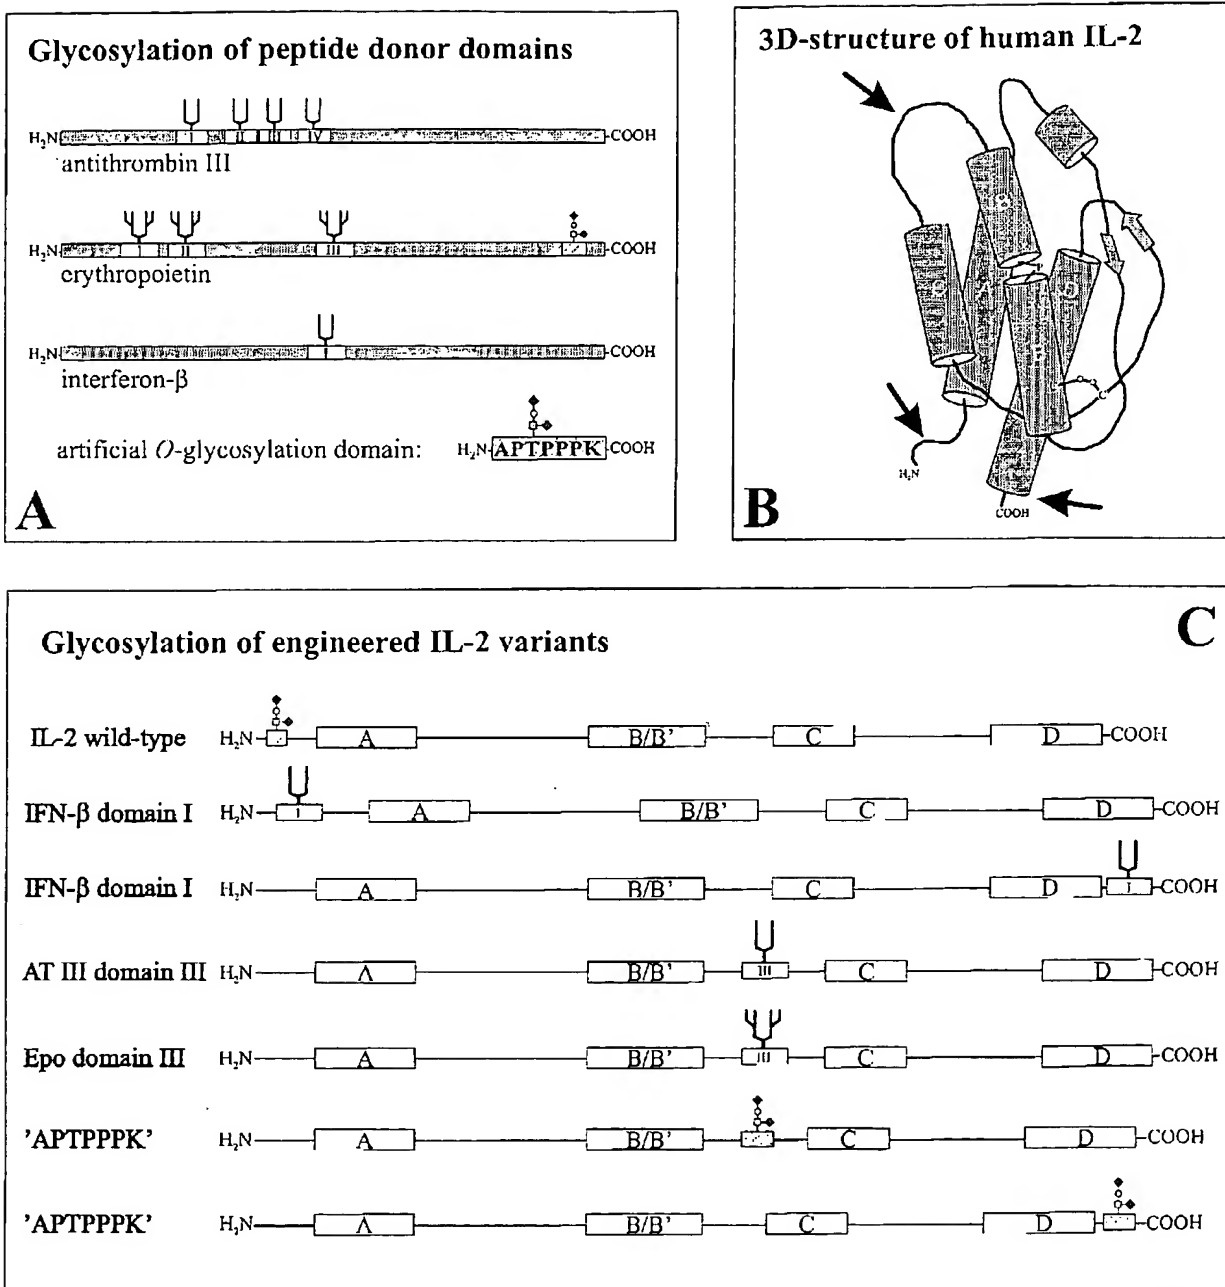 Glycosylation of peptide donor domains
H₂N I II III IV COOH
antithrombin III
H₂N I II III COOH
erythropoietin
H₂N I COOH
interferon-β
artificial O-glycosylation domain: H₂N-APTPPPK-COOH
A
3D-structure of human IL-2
B
H₂N
COOH
C
B
Glycosylation of engineered IL-2 variants
C
IL-2 wild-type H₂N A B/B' C D COOH
IFN-β domain I H₂N I A B/B' C D COOH
IFN-β domain I H₂N A B/B' C D I COOH
AT III domain III H₂N A B/B' III C D COOH
Epo domain III H₂N A B/B' III C D COOH
'APTPPPK' H₂N A B/B' C D COOH
'APTPPPK' H₂N A B/B' C D COOH